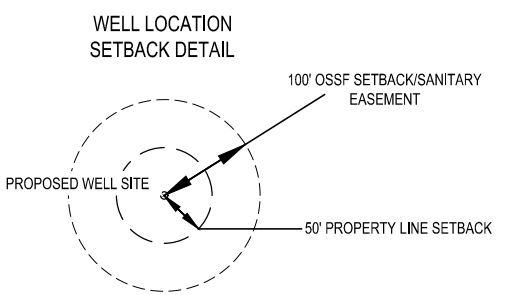 WELL LOCATION
SETBACK DETAIL
100' OSSF SETBACK/SANITARY
EASEMENT
PROPOSED WELL SITE
50' PROPERTY LINE SETBACK